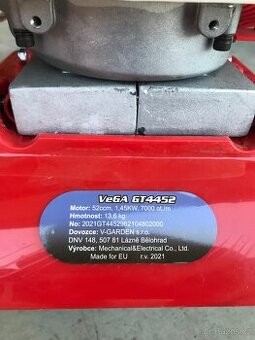 VeGA GT4452
Motor: 52ccm, 1,45KW, 7000 ot./m
Hmotnost: 13,6 kg
No: 2021GT4452962104802000
Dovozce: V-GARDEN s.r.o.
DNV 148, 507 81 Lázně Bělohrad
Výrobce: Mechanical&Electrical Co., Ltd.
Made for EU r.v. 2021